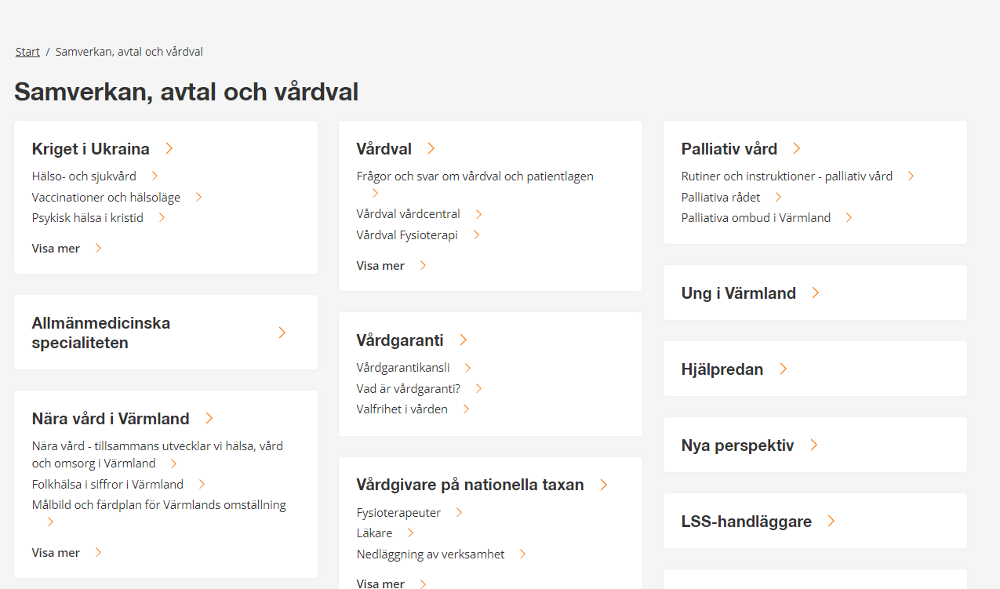 Start / Samverkan, avtal och vårdval
Samverkan, avtal och vårdval
Kriget i Ukraina
Hälso- och sjukvård
Vaccinationer och hälsoläge
Psykisk hälsa i kristid
Visa mer
Allmänmedicinska
specialiteten
Nära vård i Värmland
Nära vård - tillsammans utvecklar vi hälsa, vård
och omsorg i Värmland
Folkhälsa i siffror i Värmland
Målbild och färdplan för Värmlands omställning
Visa mer
Vårdval
Frågor och svar om vårdval och patientlagen
Vårdval vårdcentral
Vårdval Fysioterapi
Visa mer
Vårdgaranti
Vårdgarantikansli
Vad är vårdgaranti?
Valfrihet i vården
Vårdgivare på nationella taxan
Fysioterapeuter
Läkare
Nedläggning av verksamhet
Visa mer
Palliativ vård
Rutiner och instruktioner - palliativ vård
Palliativa rådet
Palliativa ombud i Värmland
Ung i Värmland
Hjälpredan
Nya perspektiv
LSS-handläggare